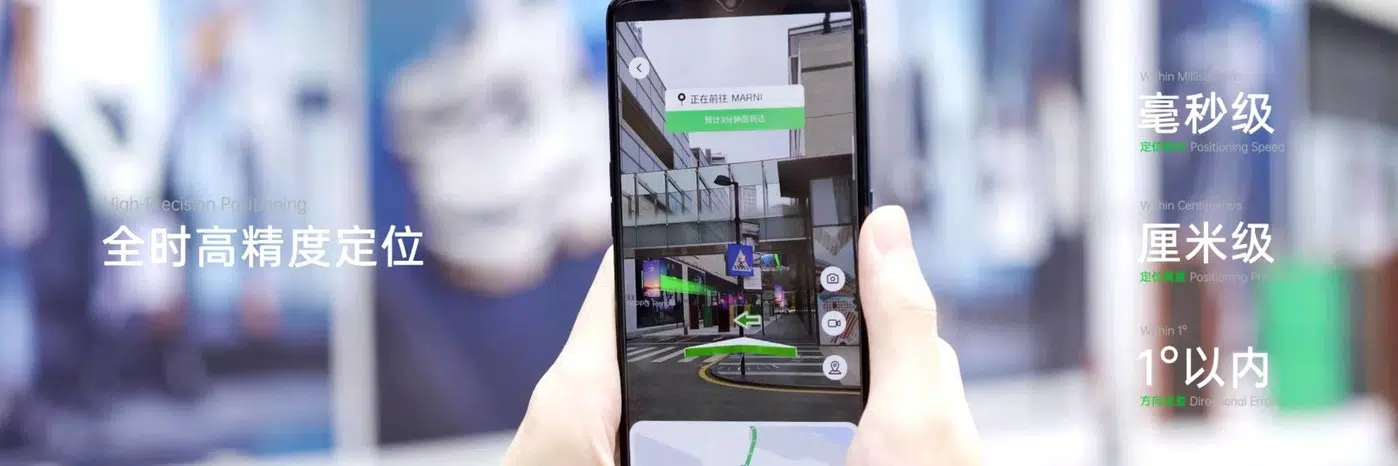 High-Precision Positioning
全时高精度定位
正在前往 MARNI
预计3分钟后到达
Within Milliseconds
毫秒级
定位速度 Positioning Speed
Within Centimeters
厘米级
定位精度 Positioning
Within 1°
1°以内
方向误差 Directional Error